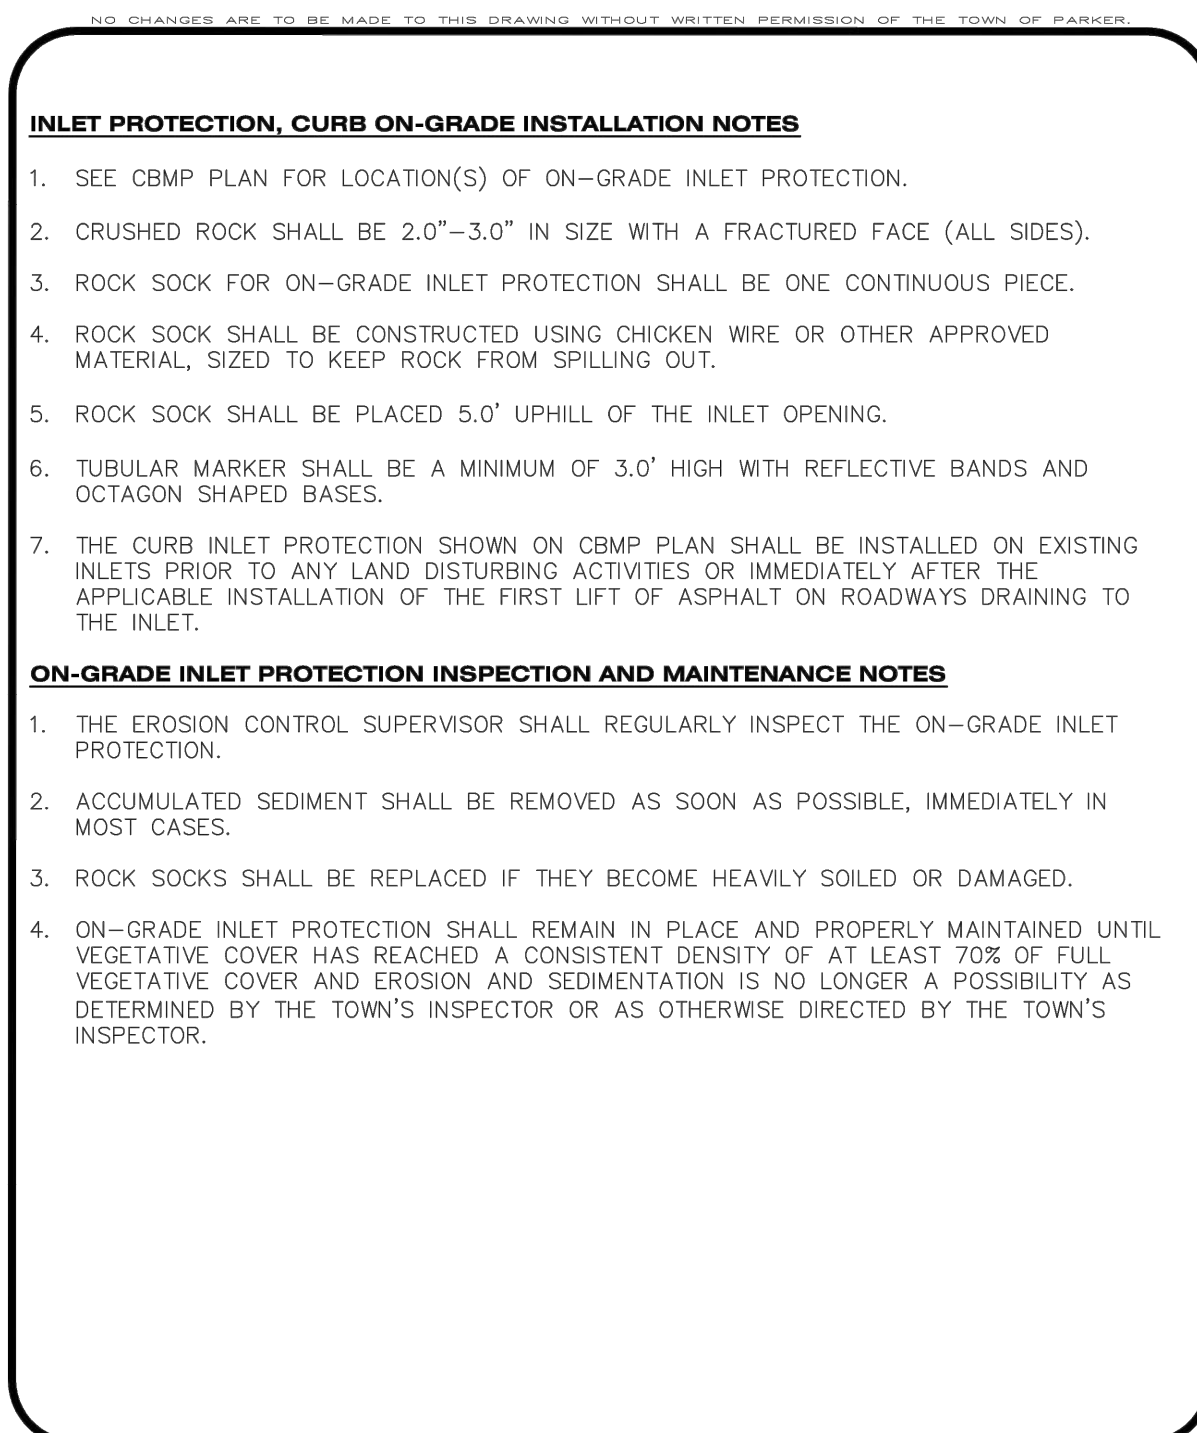 NO CHANGES ARE TO BE MADE TO THIS DRAWING WITHOUT WRITTEN PERMISSION OF THE TOWN OF PARKER.
INLET PROTECTION, CURB ON-GRADE INSTALLATION NOTES
1. SEE CBMP PLAN FOR LOCATION(S) OF ON-GRADE INLET PROTECTION.
2. CRUSHED ROCK SHALL BE 2.0"-3.0" IN SIZE WITH A FRACTURED FACE (ALL SIDES).
3. ROCK SOCK FOR ON-GRADE INLET PROTECTION SHALL BE ONE CONTINUOUS PIECE.
4. ROCK SOCK SHALL BE CONSTRUCTED USING CHICKEN WIRE OR OTHER APPROVED
MATERIAL, SIZED TO KEEP ROCK FROM SPILLING OUT.
5. ROCK SOCK SHALL BE PLACED 5.0' UPHILL OF THE INLET OPENING.
6. TUBULAR MARKER SHALL BE A MINIMUM OF 3.0' HIGH WITH REFLECTIVE BANDS AND
OCTAGON SHAPED BASES.
7. THE CURB INLET PROTECTION SHOWN ON CBMP PLAN SHALL BE INSTALLED ON EXISTING
INLETS PRIOR TO ANY LAND DISTURBING ACTIVITIES OR IMMEDIATELY AFTER THE
APPLICABLE INSTALLATION OF THE FIRST LIFT OF ASPHALT ON ROADWAYS DRAINING TO
THE INLET.
ON-GRADE INLET PROTECTION INSPECTION AND MAINTENANCE NOTES
1. THE EROSION CONTROL SUPERVISOR SHALL REGULARLY INSPECT THE ON-GRADE INLET
PROTECTION.
2. ACCUMULATED SEDIMENT SHALL BE REMOVED AS SOON AS POSSIBLE, IMMEDIATELY IN
MOST CASES.
3. ROCK SOCKS SHALL BE REPLACED IF THEY BECOME HEAVILY SOILED OR DAMAGED.
4. ON-GRADE INLET PROTECTION SHALL REMAIN IN PLACE AND PROPERLY MAINTAINED UNTIL
VEGETATIVE COVER HAS REACHED A CONSISTENT DENSITY OF AT LEAST 70% OF FULL
VEGETATIVE COVER AND EROSION AND SEDIMENTATION IS NO LONGER A POSSIBILITY AS
DETERMINED BY THE TOWN'S INSPECTOR OR AS OTHERWISE DIRECTED BY THE TOWN'S
INSPECTOR.